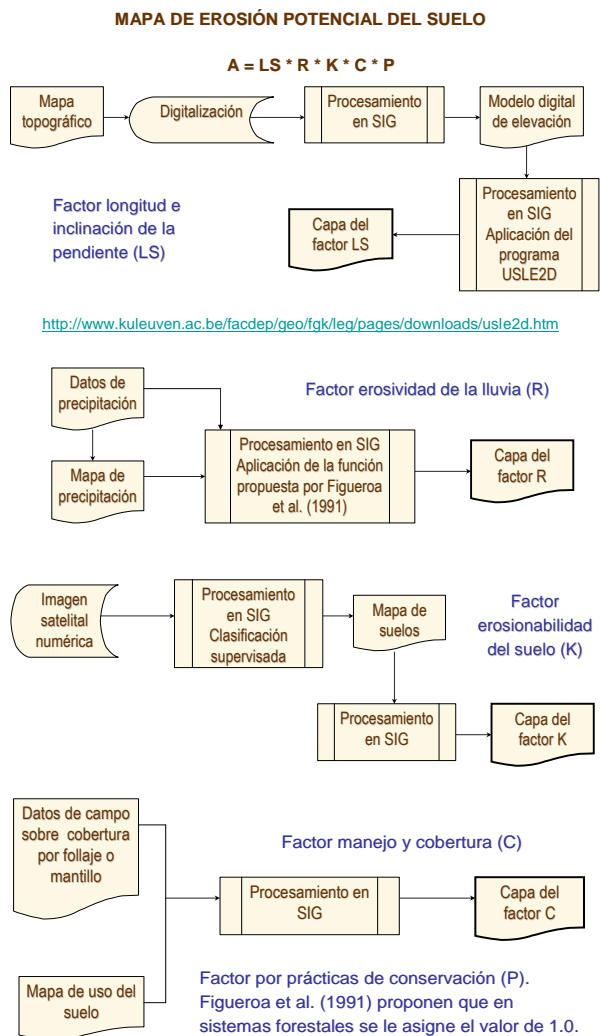 MAPA DE EROSIÓN POTENCIAL DEL SUELO
A = LS * R * K * C * P
Mapa
topográfico
Digitalización
Procesamiento
en SIG
Modelo digital
de elevación
Factor longitud e
inclinación de la
pendiente (LS)
Capa del
factor LS
Procesamiento
en SIG
Aplicación del
programa
USLE2D
http://www.kuleuven.ac.be/facdep/geo/fgk/leg/pages/downloads/usle2d.htm
Datos de
precipitación
Factor erosividad de la lluvia (R)
Mapa de
precipitación
Procesamiento en SIG
Aplicación de la función
propuesta por Figueroa
et al. (1991)
Capa del
factor R
Imagen
satelital
numérica
Procesamiento
en SIG
Clasificación
supervisada
Mapa de
suelos
Factor
erosionabilidad
del suelo (K)
Procesamiento
en SIG
Capa del
factor K
Datos de campo
sobre cobertura
por follaje o
mantillo
Factor manejo y cobertura (C)
Procesamiento en
SIG
Capa del
factor C
Mapa de uso del
suelo
Factor por prácticas de conservación (P).
Figueroa et al. (1991) proponen que en
sistemas forestales se le asigne el valor de 1.0.